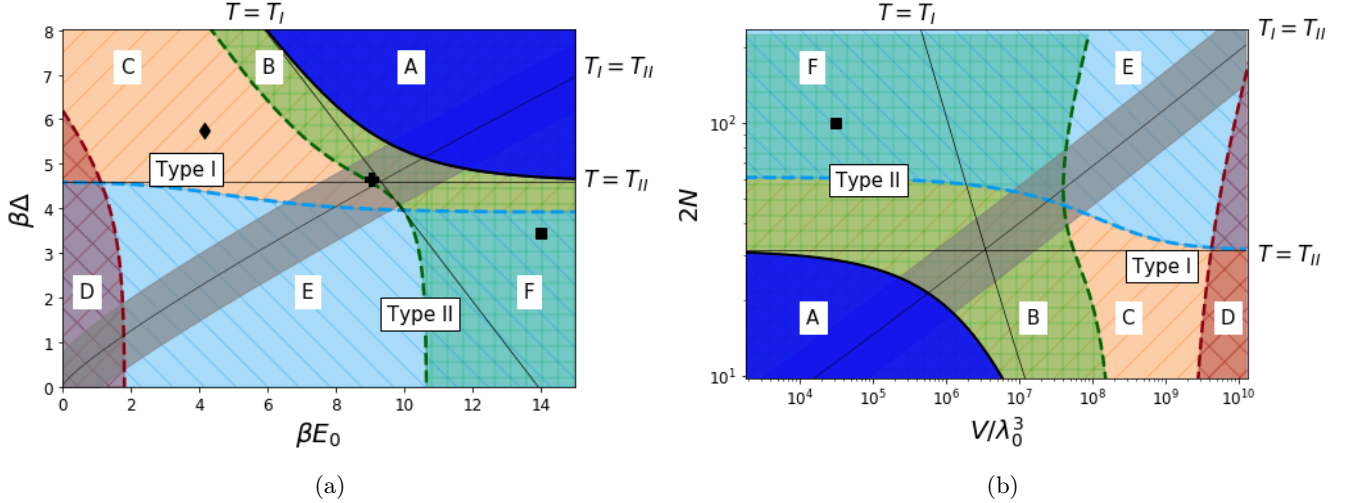 T = T_I
8
7
6
5
4
3
2
1
0
βΔ
C
B
A
Type I
D
E
F
Type II
T_I = T_II
T = T_II
0 2 4 6 8 10 12 14
βE_0
(a)
T = T_I
10^2
10^1
2N
F
E
Type II
Type I
A
B
C
D
T_I = T_II
T = T_II
10^4 10^5 10^6 10^7 10^8 10^9 10^10
V/λ_0^3
(b)